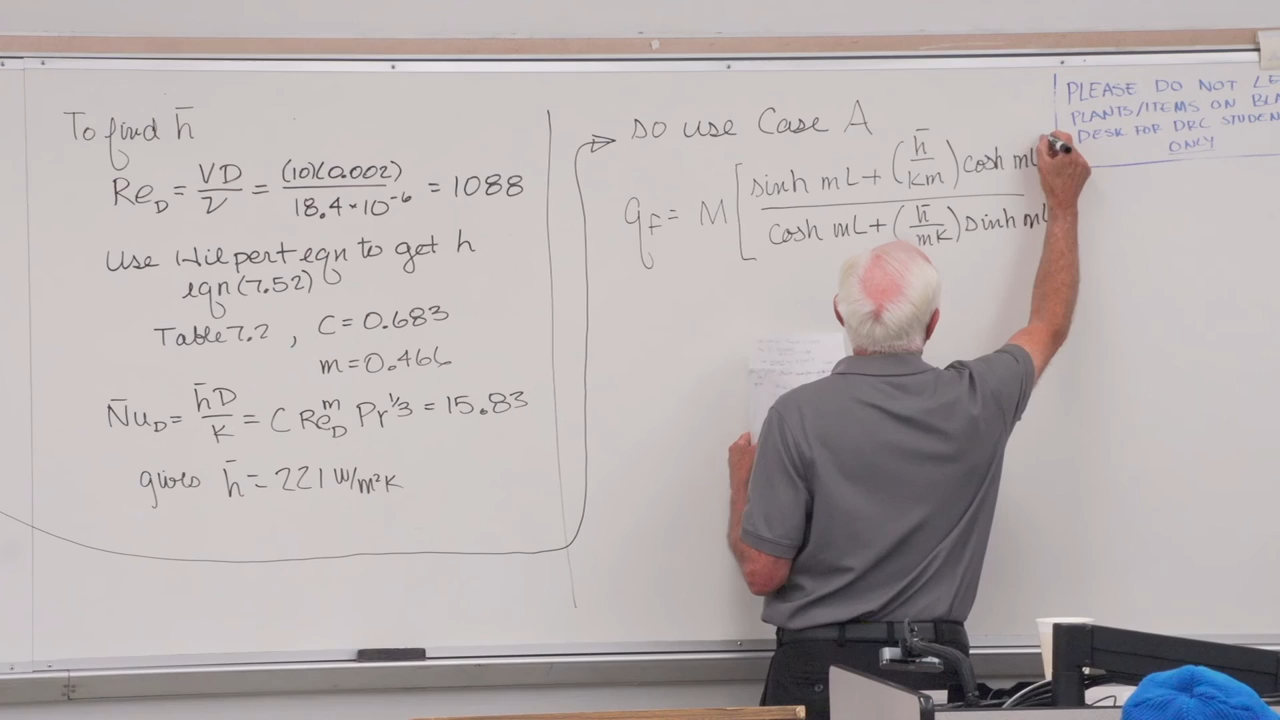 To find h̄
Re_D = VD/ν = (10)(0.002)/18.4*10⁻⁶ = 1088
Use Hilpert eqn to get h
eqn (7.52)
Table 7.2 , C = 0.683
m = 0.466
N̄u_D = h̄D/K = C Re_D^m Pr^1/3 = 15.83
gives h̄ = 221 W/m²K
so use Case A
q_f = M [ sinh mL + (h̄/km) cosh mL / cosh mL + (h̄/mk) sinh mL
PLEASE DO NOT
PLANTS/ITEMS ON
DESK FOR DRC
ONLY